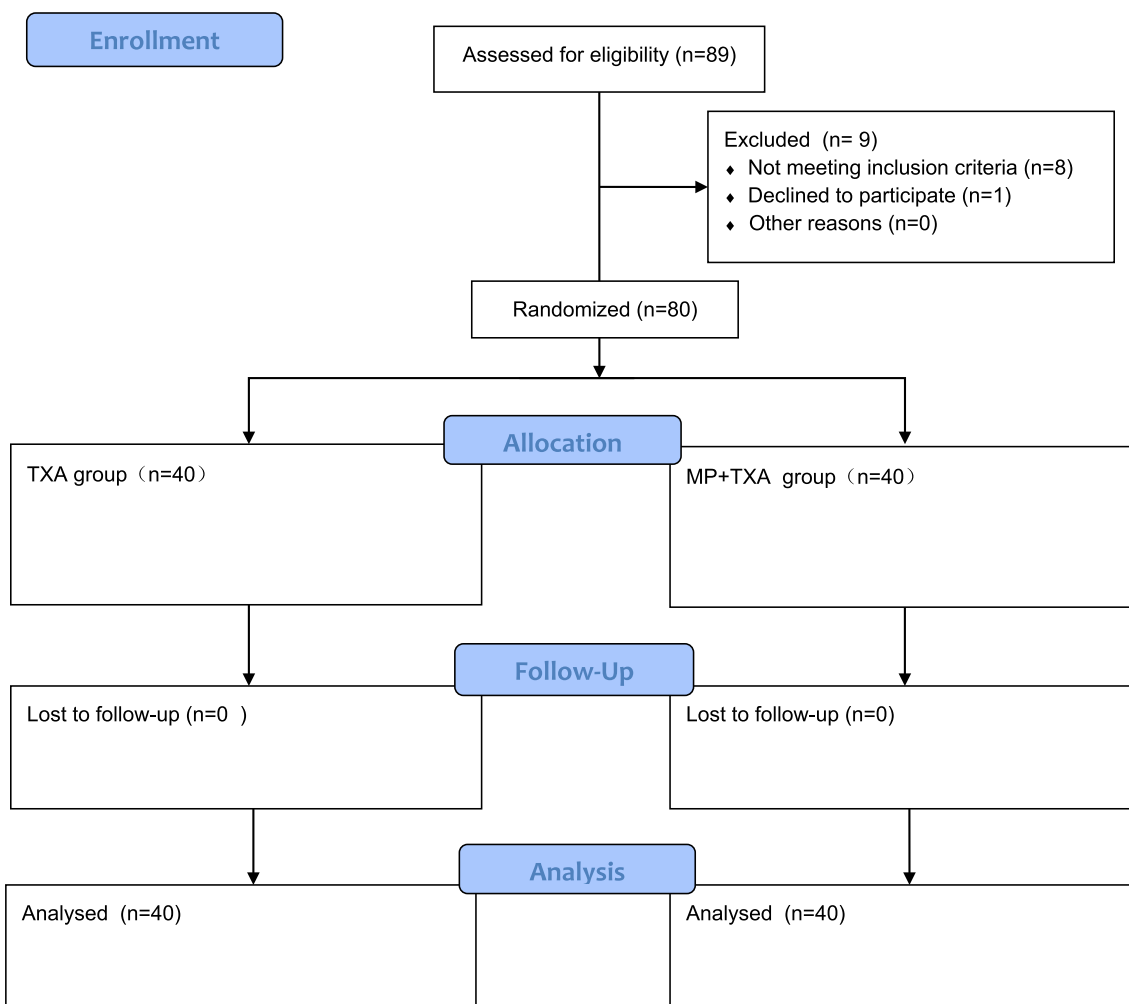 Enrollment
Assessed for eligibility (n=89)
Excluded (n= 9)
♦ Not meeting inclusion criteria (n=8)
♦ Declined to participate (n=1)
♦ Other reasons (n=0)
Randomized (n=80)
Allocation
TXA group（n=40）
MP+TXA group（n=40）
Follow-Up
Lost to follow-up (n=0 )
Lost to follow-up (n=0)
Analysis
Analysed (n=40)
Analysed (n=40)